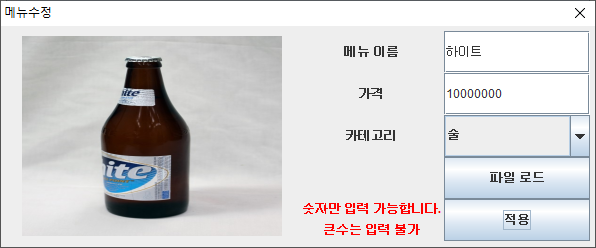 메뉴수정
메뉴 이름
하이트
가격
10000000
카테고리
술
파일 로드
숫자만 입력 가능합니다.
큰수는 입력 불가
적용
ite
ite